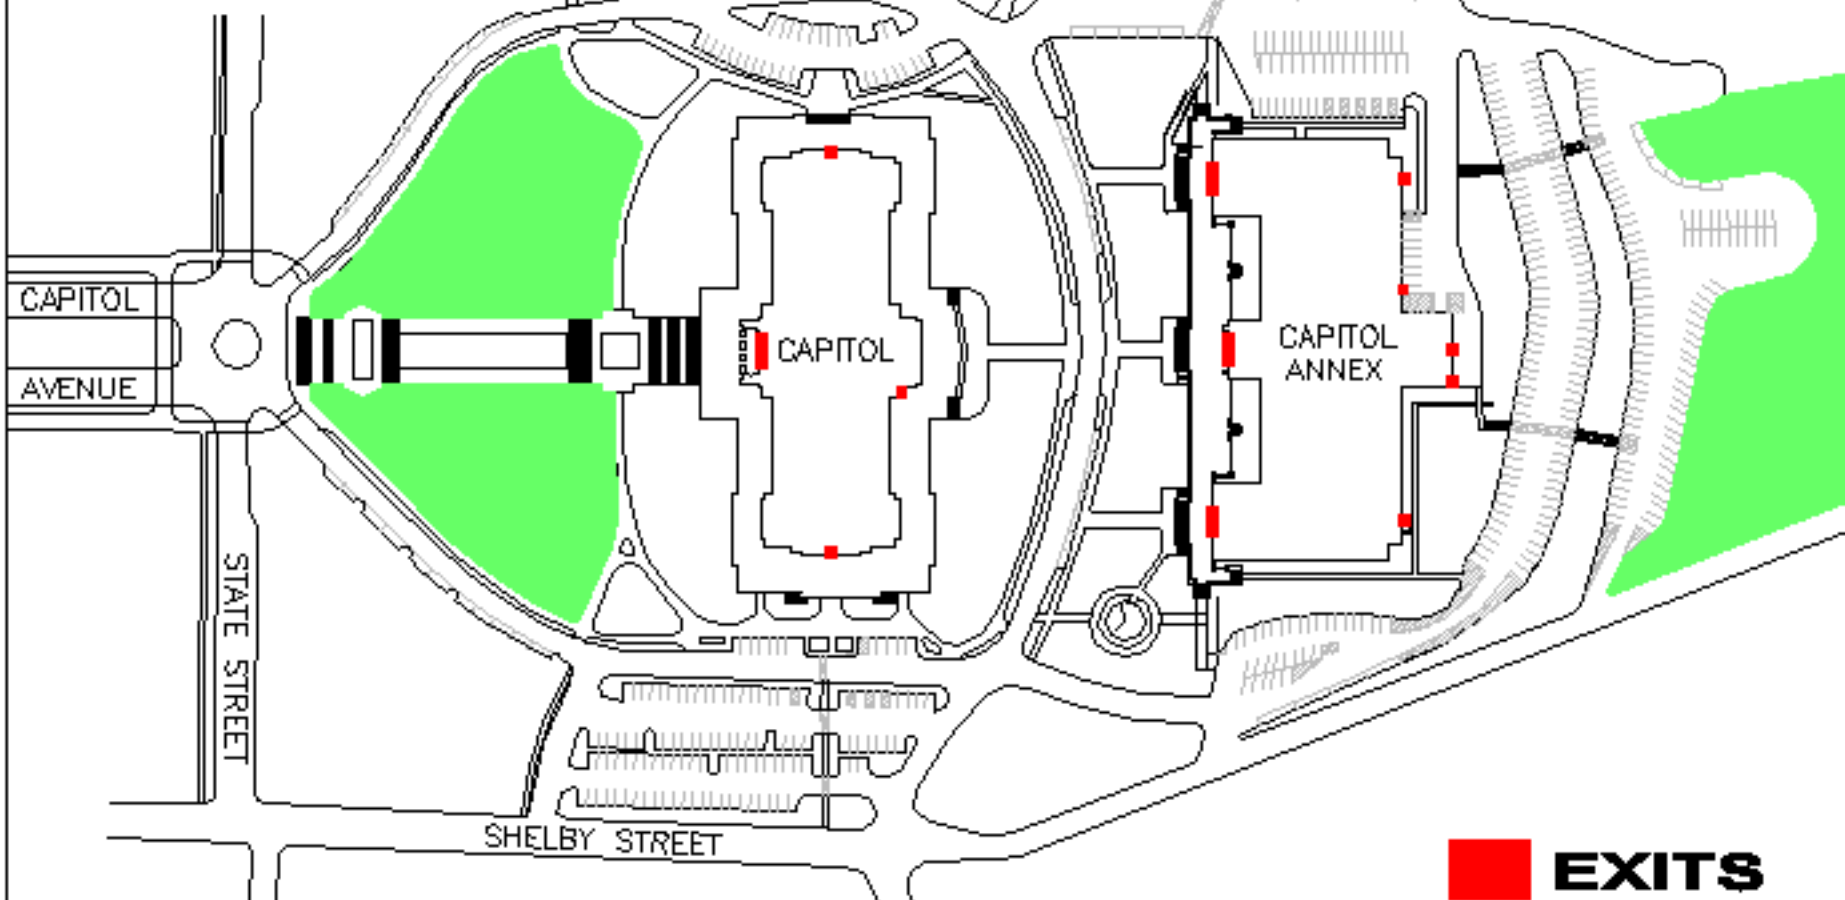 CAPITOL
AVENUE
CAPITOL
CAPITOL
ANNEX
STATE STREET
SHELBY STREET
EXITS